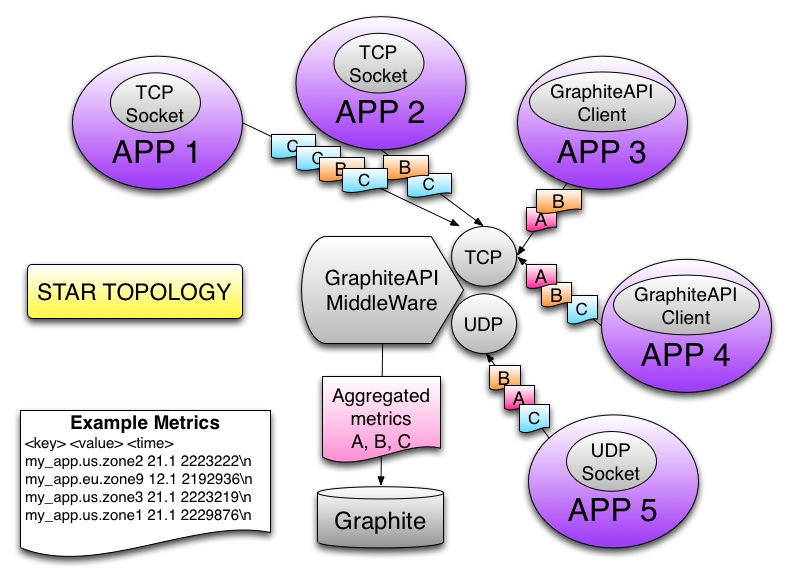 TCP
Socket
APP 1
TCP
Socket
APP 2
GraphiteAPI
Client
APP 3
C
C
B
C
B
C
B
A
TCP
GraphiteAPI
MiddleWare
UDP
STAR TOPOLOGY
A
B
C
GraphiteAPI
Client
APP 4
B
A
C
UDP
Socket
APP 5
Aggregated
metrics
A, B, C
Graphite
Example Metrics
<key> <value> <time>
my_app.us.zone2 21.1 2223222\n
my_app.eu.zone9 12.1 2192936\n
my_app.us.zone3 21.1 2223219\n
my_app.us.zone1 21.1 2229876\n